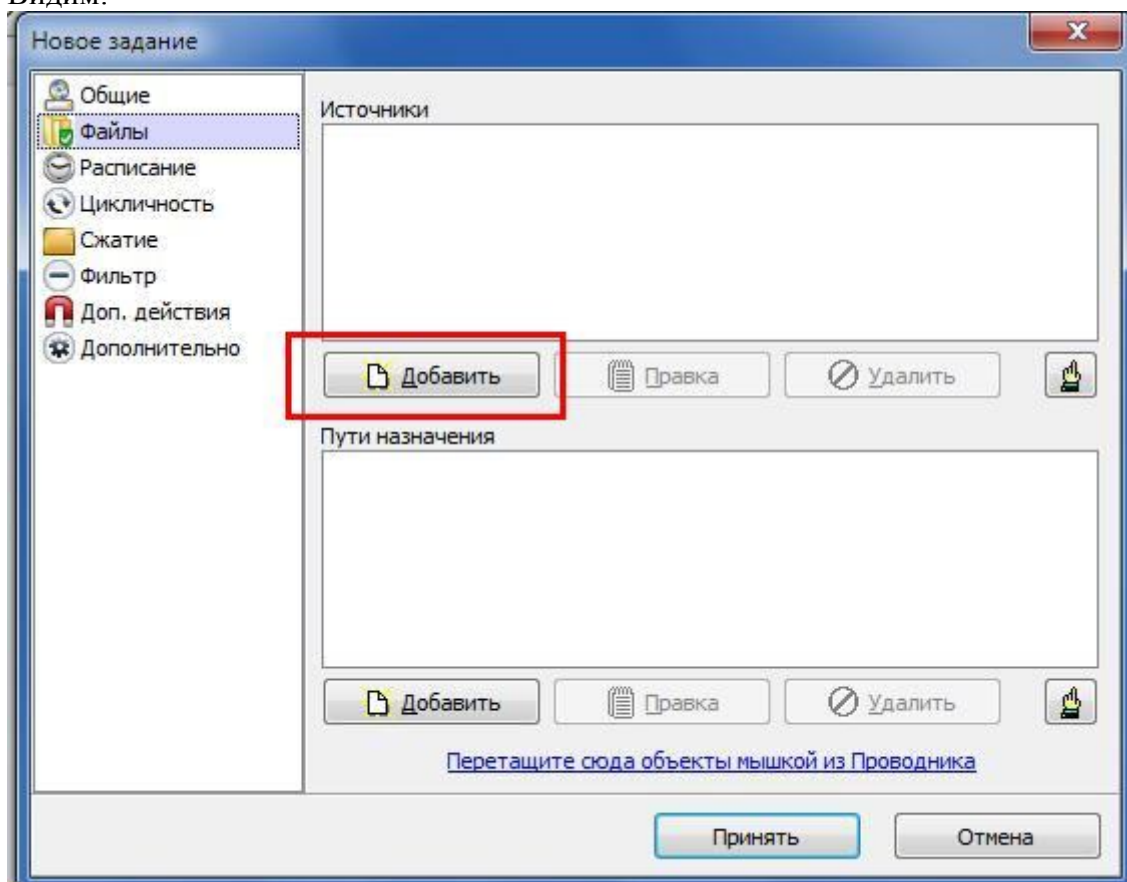 Видим:
Новое задание
Общие
Файлы
Расписание
Цикличность
Сжатие
Фильтр
Доп. действия
Дополнительно
Источники
Добавить Правка Удалить
Пути назначения
Добавить Правка Удалить
Перетащите сюда объекты мышкой из Проводника
Принять Отмена